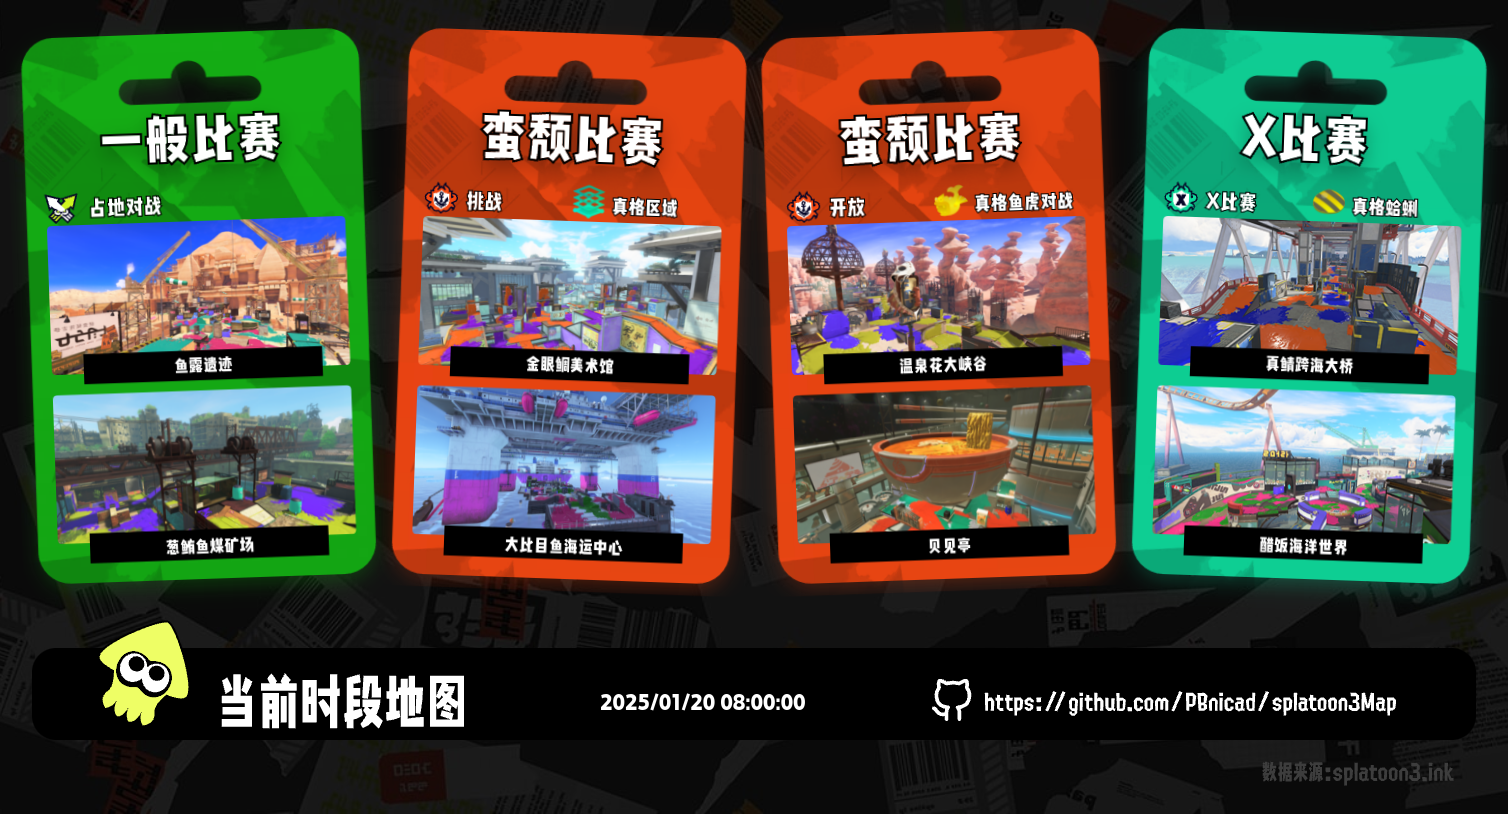 一般比赛
占地对战
鱼露遗迹
葱鲔鱼煤矿场
蛮颓比赛
挑战
真格区域
金眼鲷美术馆
大比目鱼海运中心
蛮颓比赛
开放
真格鱼虎对战
温泉花大峡谷
贝贝亭
X比赛
X比赛
真格蛤蜊
真鲭跨海大桥
醋饭海洋世界
当前时段地图
2025/01/20 08:00:00
https://github.com/PBnicad/splatoon3Map
数据来源:splatoon3.ink